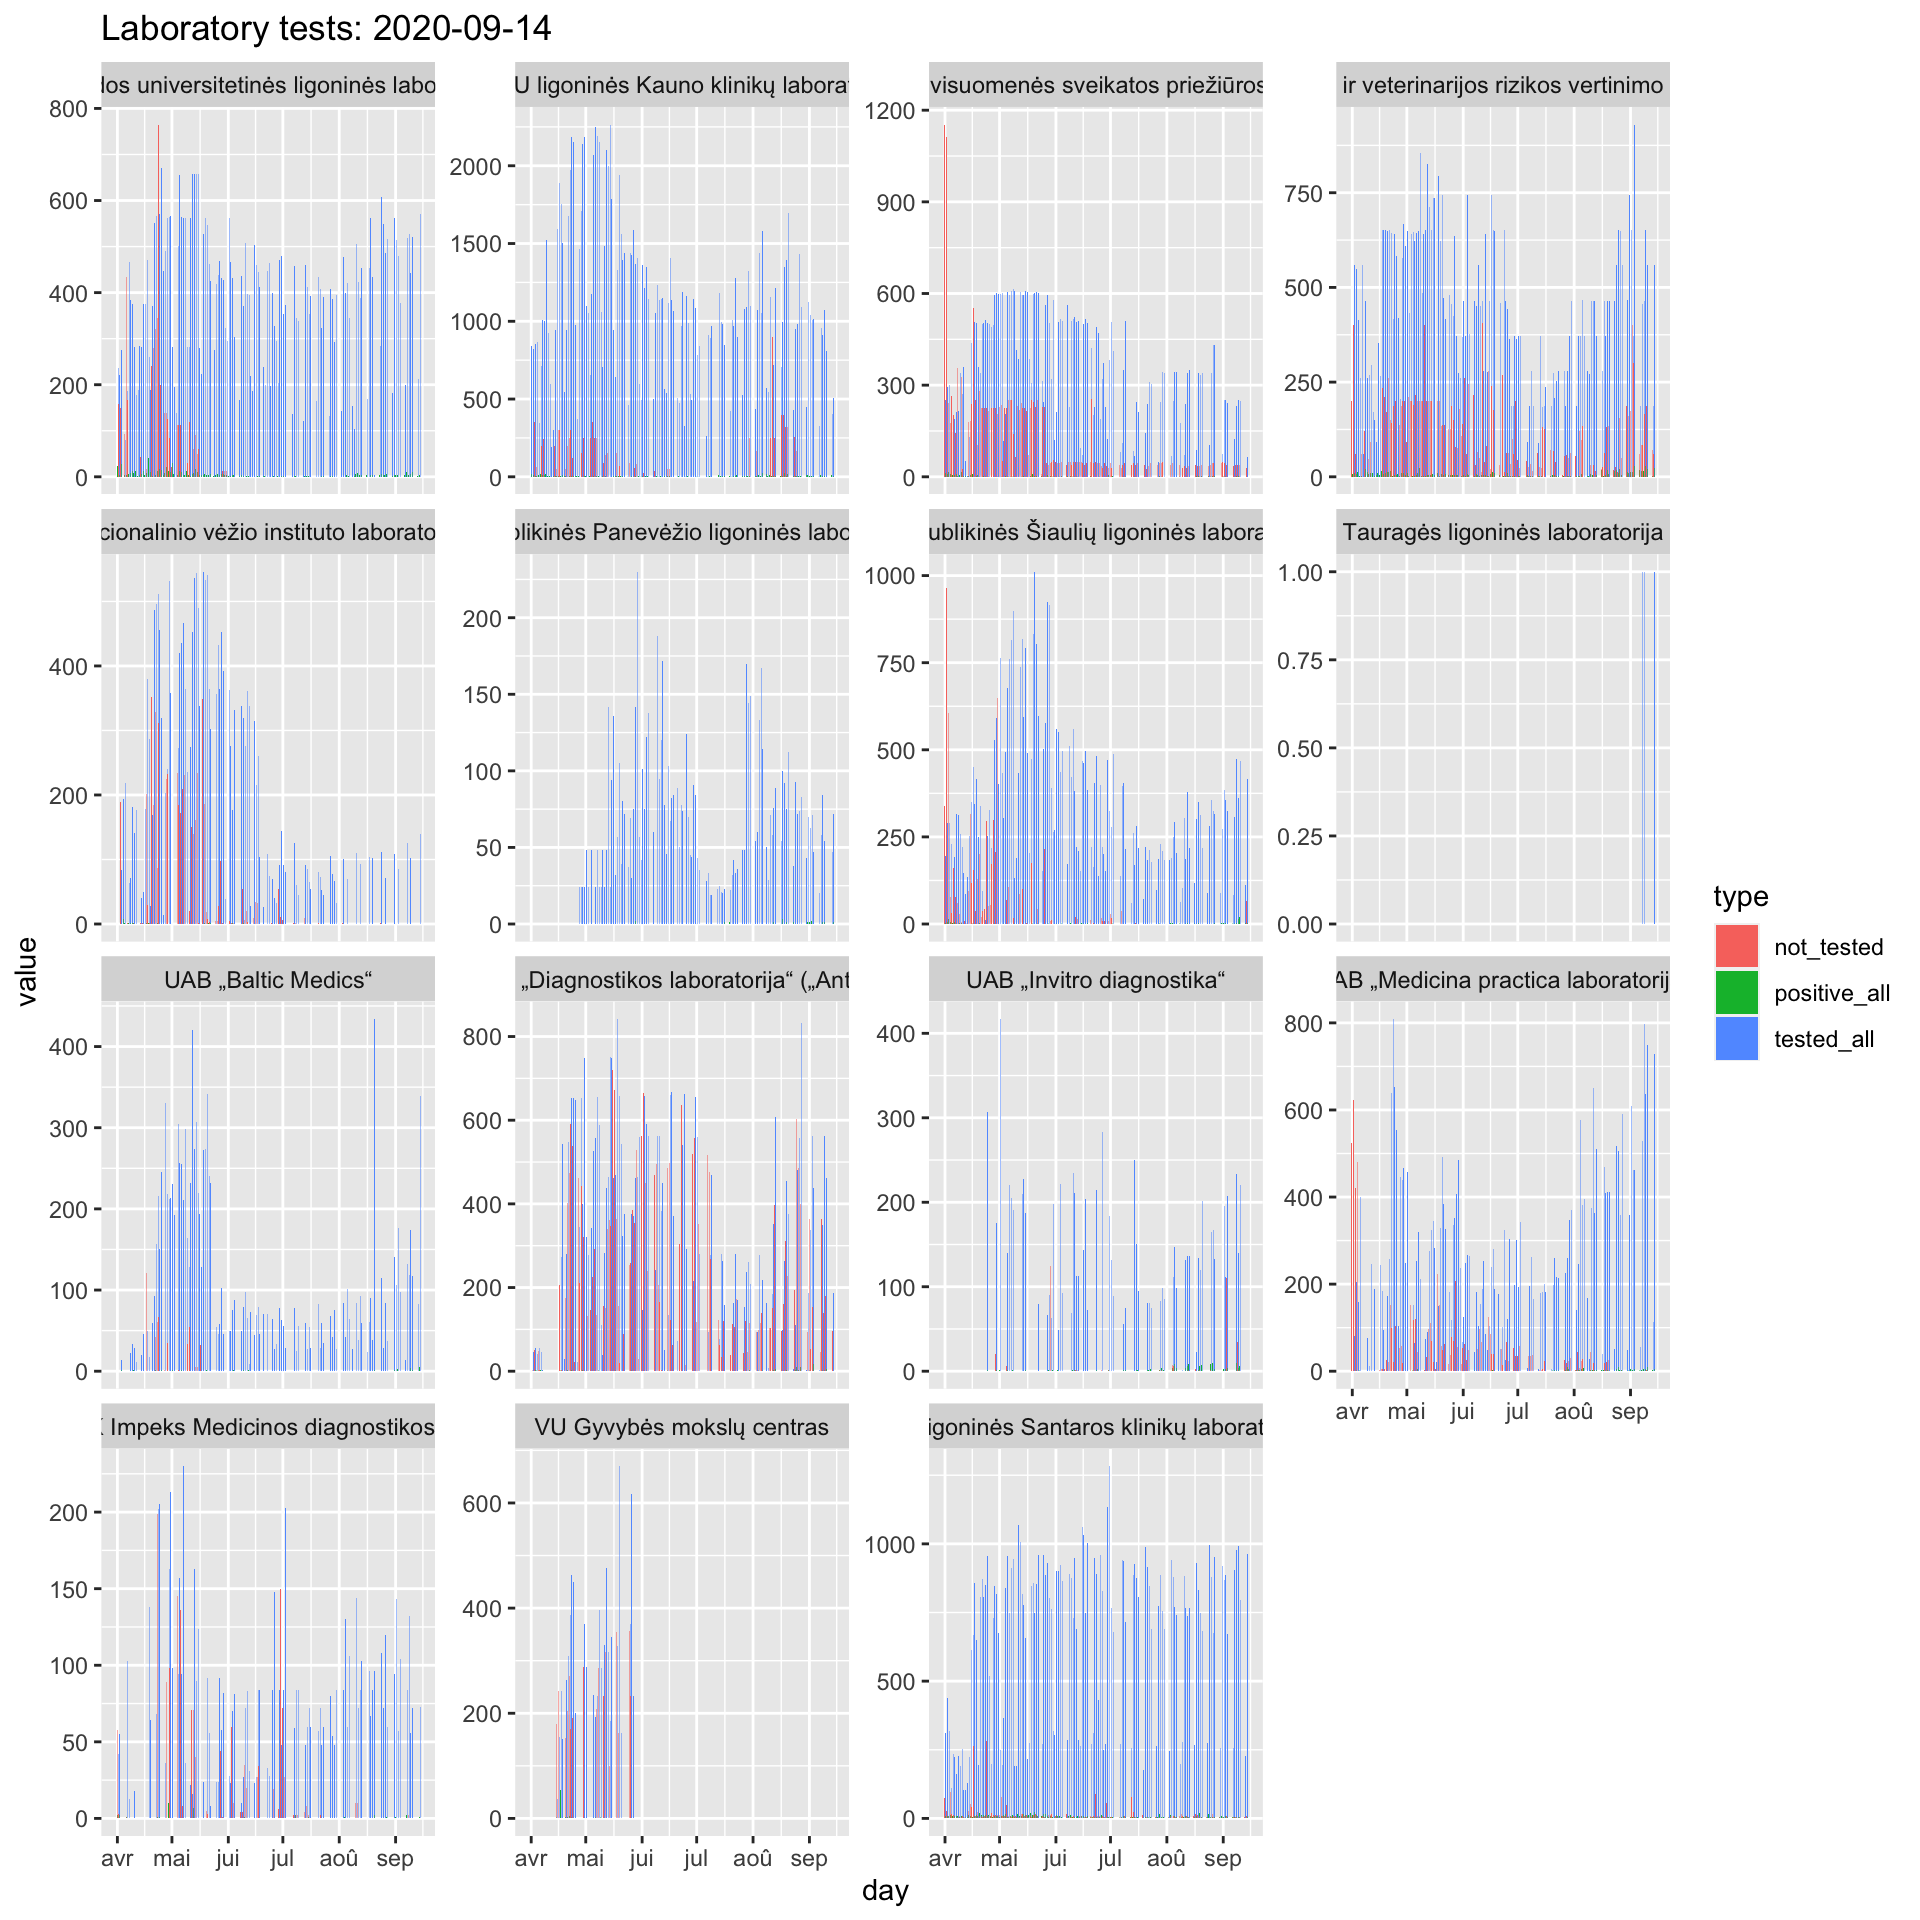 Laboratory tests: 2020-09-14
dos universitetinės ligoninės labo
U ligoninės Kauno klinikų laborat
visuomenės sveikatos priežiūros
ir veterinarijos rizikos vertinimo
800
600
400
200
0
2000
1500
1000
500
0
1200
900
600
300
0
750
500
250
0
cionalinio vėžio instituto laborato
blikinės Panevėžio ligoninės labo
ublikinės Šiaulių ligoninės labora
Tauragės ligoninės laboratorija
400
200
0
200
150
100
50
0
1000
750
500
250
0
1.00
0.75
0.50
0.25
0.00
UAB „Baltic Medics“
„Diagnostikos laboratorija“ („Ant
UAB „Invitro diagnostika“
AB „Medicina practica laboratorij
400
300
200
100
0
800
600
400
200
0
400
300
200
100
0
800
600
400
200
0
avr mai jui jul aoû sep
K Impeks Medicinos diagnostikos
VU Gyvybės mokslų centras
igoninės Santaros klinikų laborat
200
150
100
50
0
600
400
200
0
1000
500
0
avr mai jui jul aoû sep
avr mai jui jul aoû sep
avr mai jui jul aoû sep
day
value
type
not_tested
positive_all
tested_all